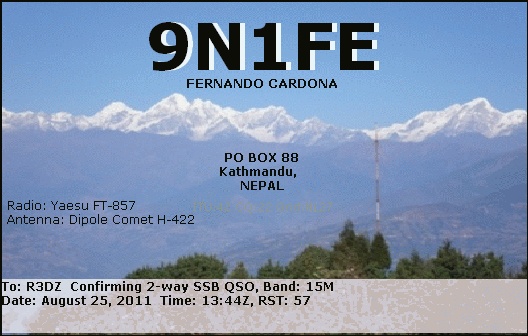 9N1FE
FERNANDO CARDONA
PO BOX 88
Kathmandu,
NEPAL
Radio: Yaesu FT-857
Antenna: Dipole Comet H-422
To: R3DZ  Confirming 2-way SSB QSO, Band: 15M
Date: August 25, 2011  Time: 13:44Z, RST: 57